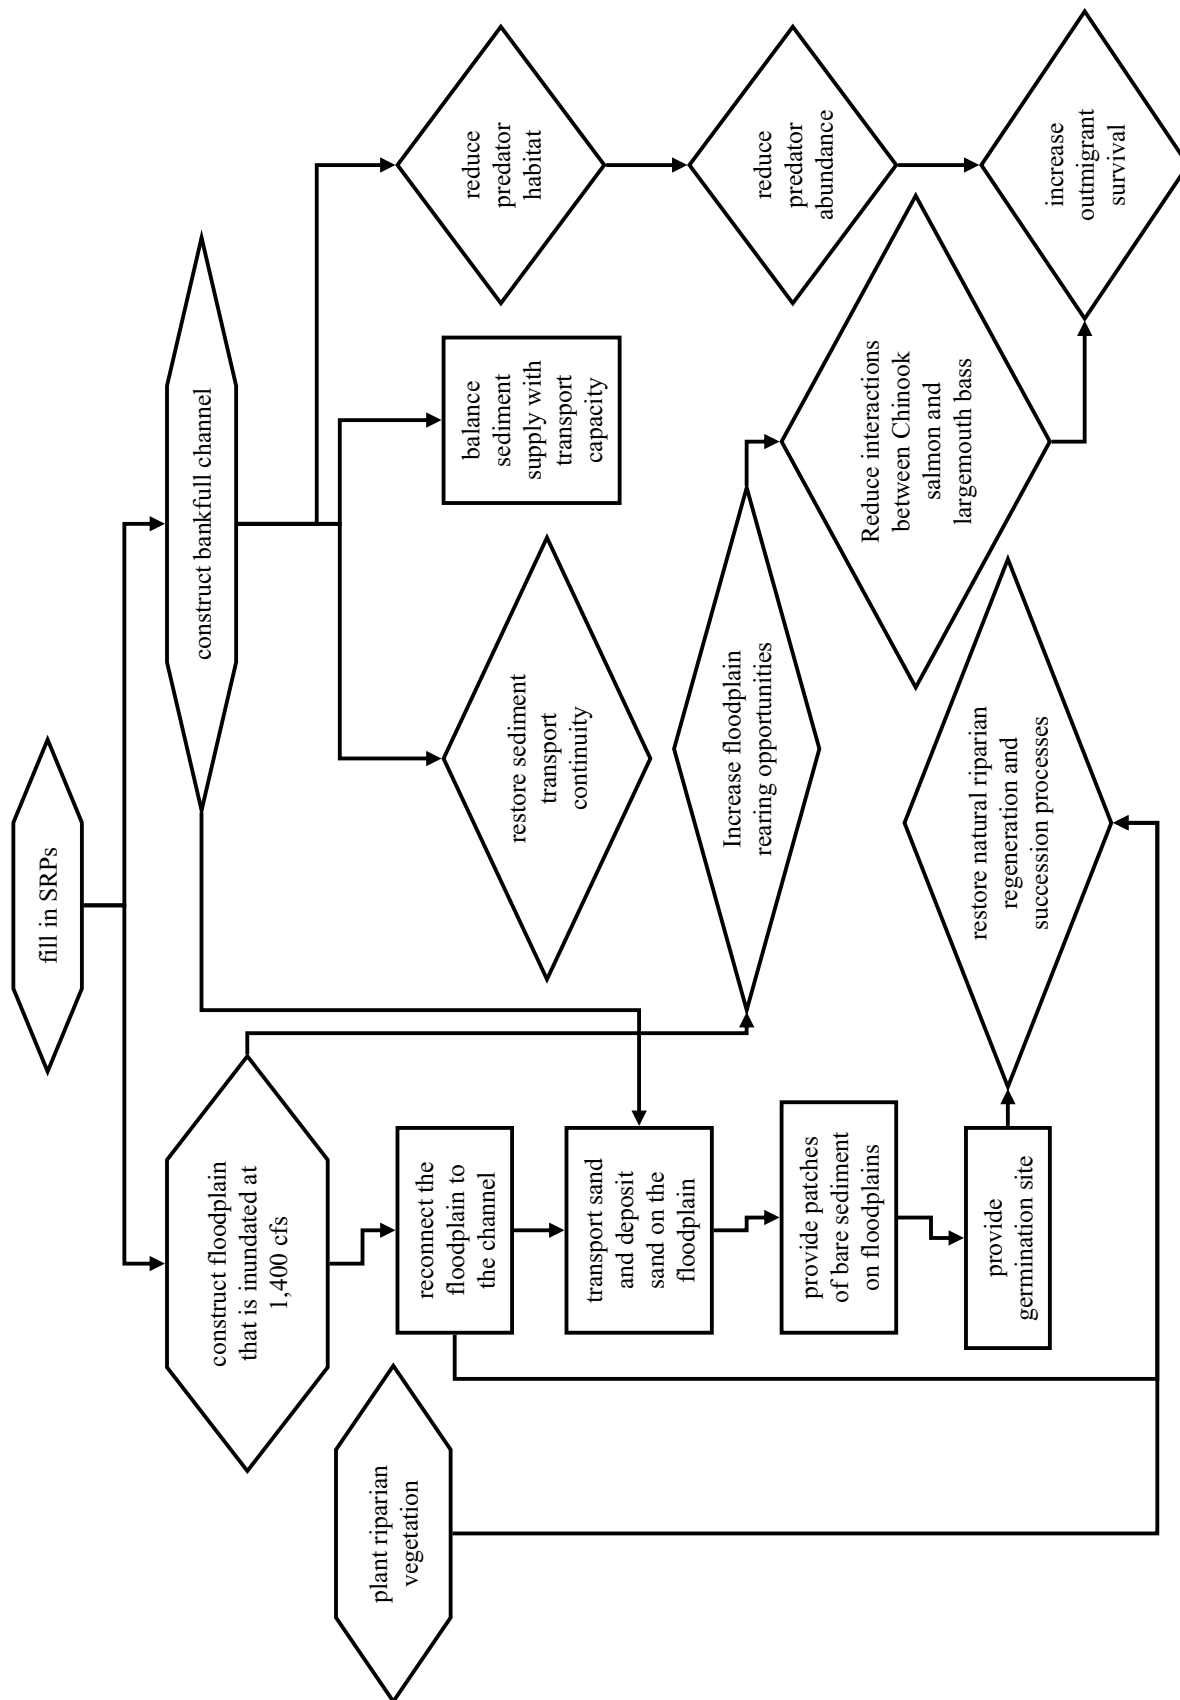 fill in SRPs
construct floodplain
that is inundated at
1,400 cfs
construct bankfull channel
plant riparian
vegetation
reconnect the
floodplain to
the channel
restore sediment
transport
continuity
balance
sediment
supply with
transport
capacity
reduce
predator
habitat
transport sand
and deposit
sand on the
floodplain
Increase floodplain
rearing opportunities
reduce
predator
abundance
provide patches
of bare sediment
on floodplains
Reduce interactions
between Chinook
salmon and
largemouth bass
provide
germination site
restore natural riparian
regeneration and
succession processes
increase
outmigrant
survival